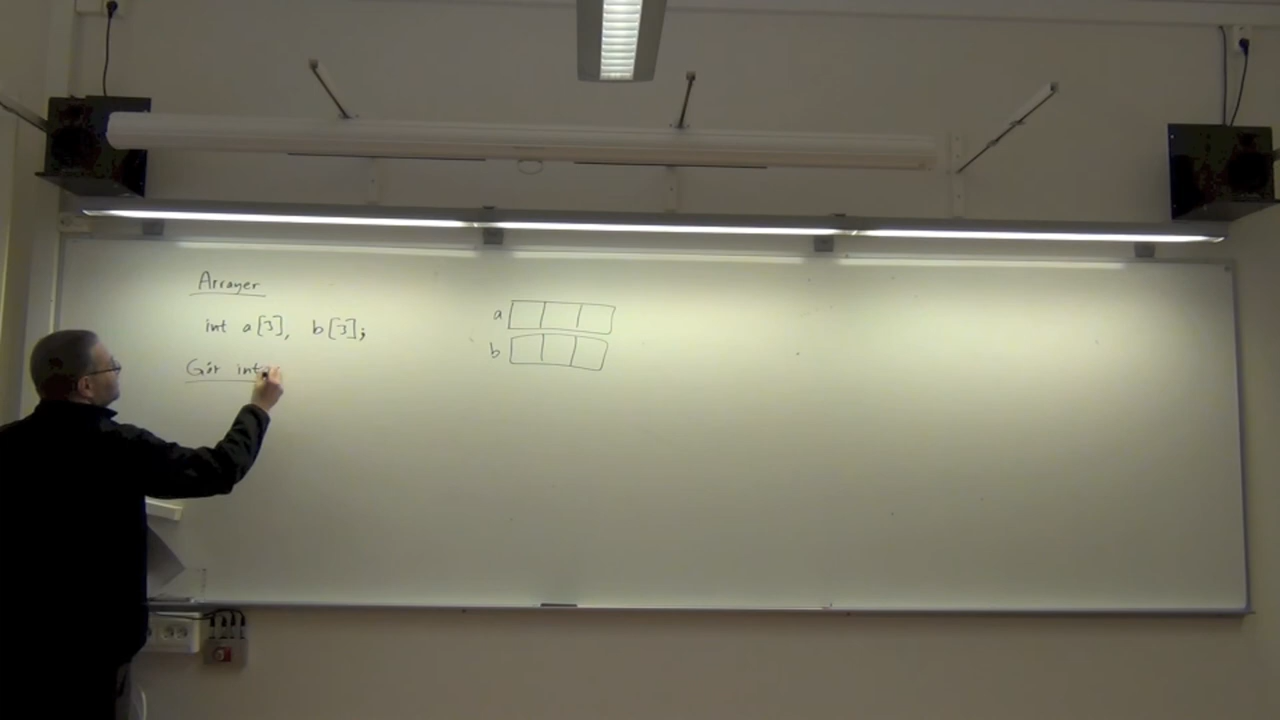 Arrayer
int a[3], b[3];
Går int
a
b